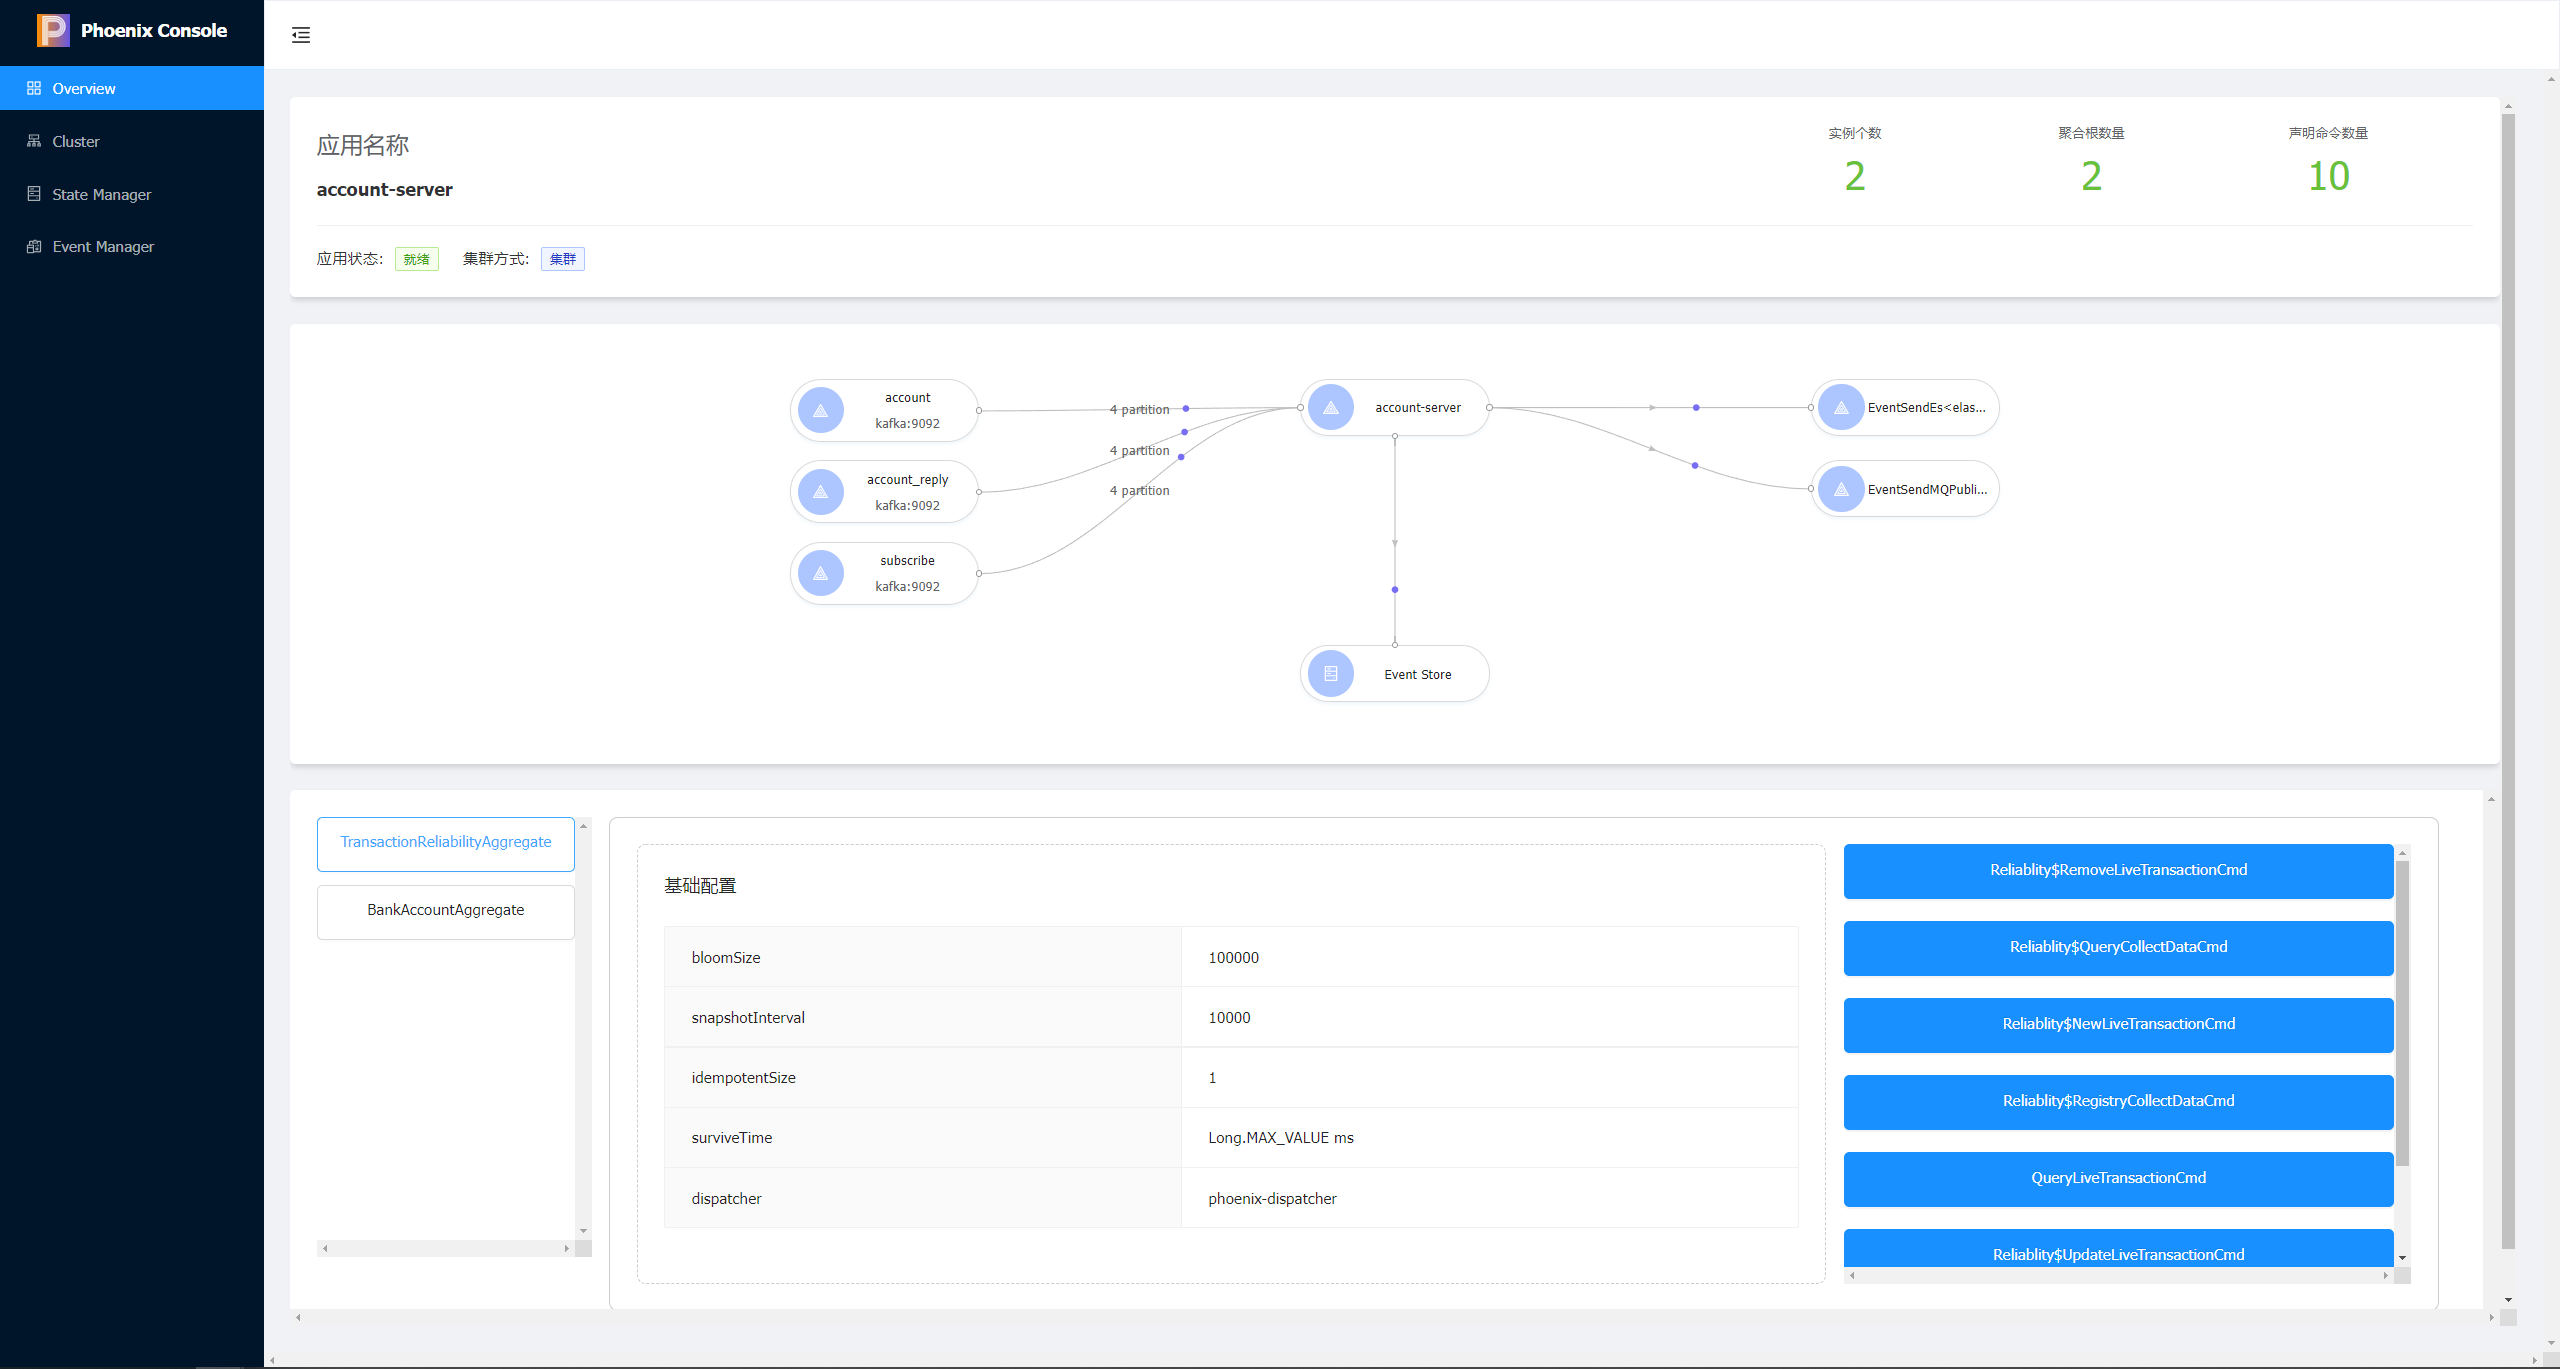 Phoenix Console
Overview
Cluster
State Manager
Event Manager
应用名称
account-server
实例个数
2
聚合根数量
2
声明命令数量
10
应用状态: 就绪 集群方式: 集群
account
kafka:9092
account_reply
kafka:9092
subscribe
kafka:9092
4 partition
4 partition
4 partition
account-server
EventSendEs<elas...
EventSendMQPubli...
Event Store
TransactionReliabilityAggregate
BankAccountAggregate
基础配置
bloomSize 100000
snapshotInterval 10000
idempotentSize 1
surviveTime Long.MAX_VALUE ms
dispatcher phoenix-dispatcher
Reliablity$RemoveLiveTransactionCmd
Reliablity$QueryCollectDataCmd
Reliablity$NewLiveTransactionCmd
Reliablity$RegistryCollectDataCmd
QueryLiveTransactionCmd
Reliablity$UpdateLiveTransactionCmd